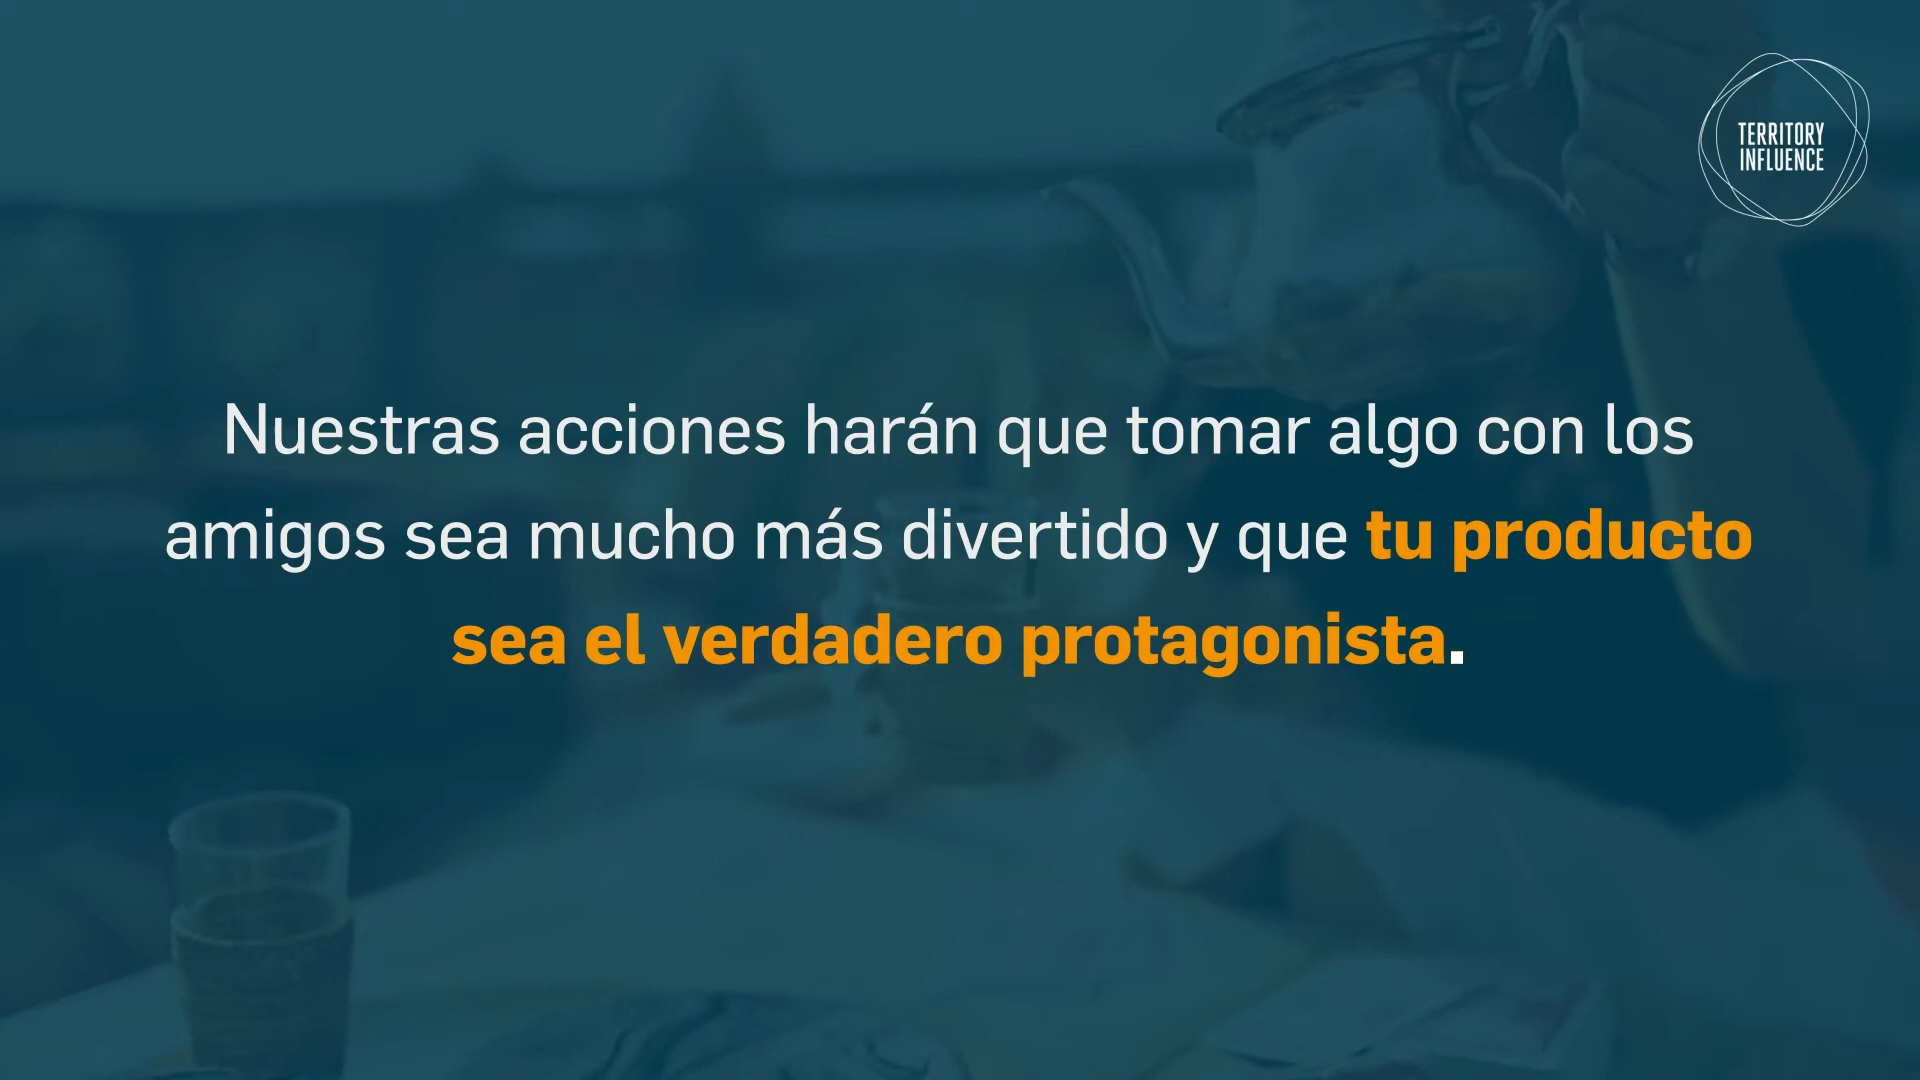 TERRITORY
INFLUENCE
Nuestras acciones harán que tomar algo con los
amigos sea mucho más divertido y que tu producto
sea el verdadero protagonista.